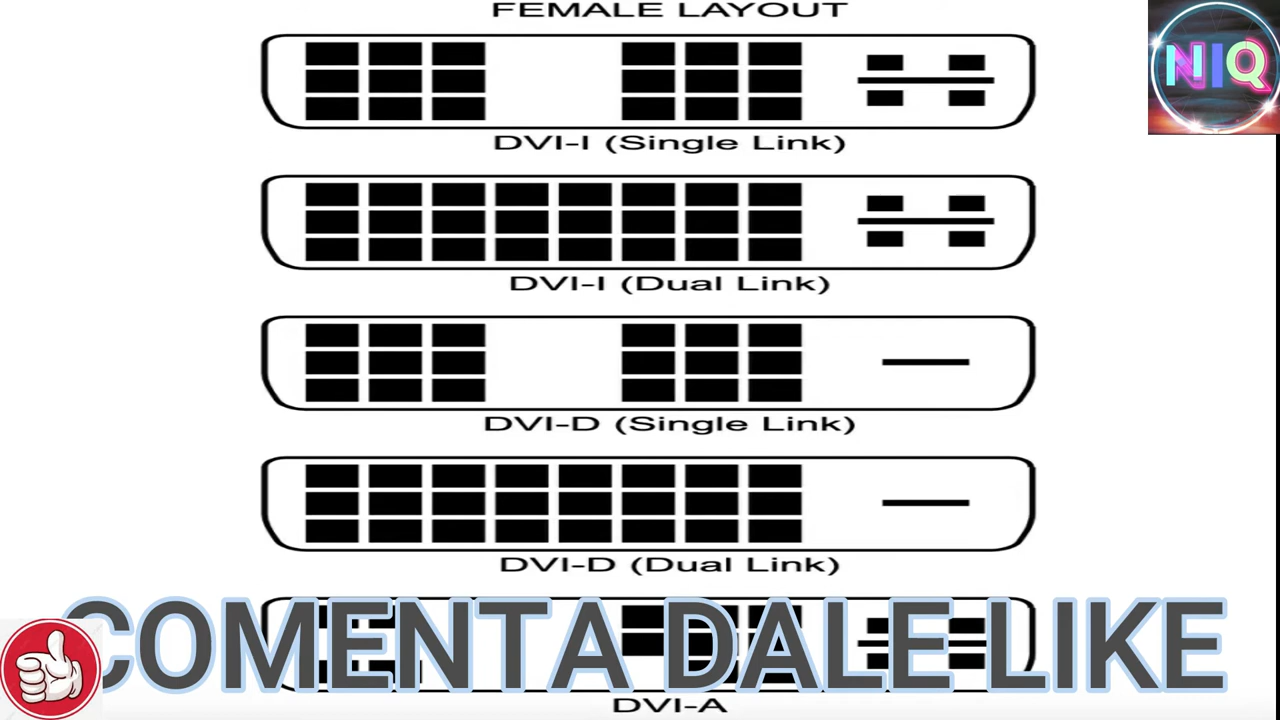 FEMALE LAYOUT
NIQ
DVI-I (Single Link)
DVI-I (Dual Link)
DVI-D (Single Link)
DVI-D (Dual Link)
COMENTA DALE LIKE
DVI-A